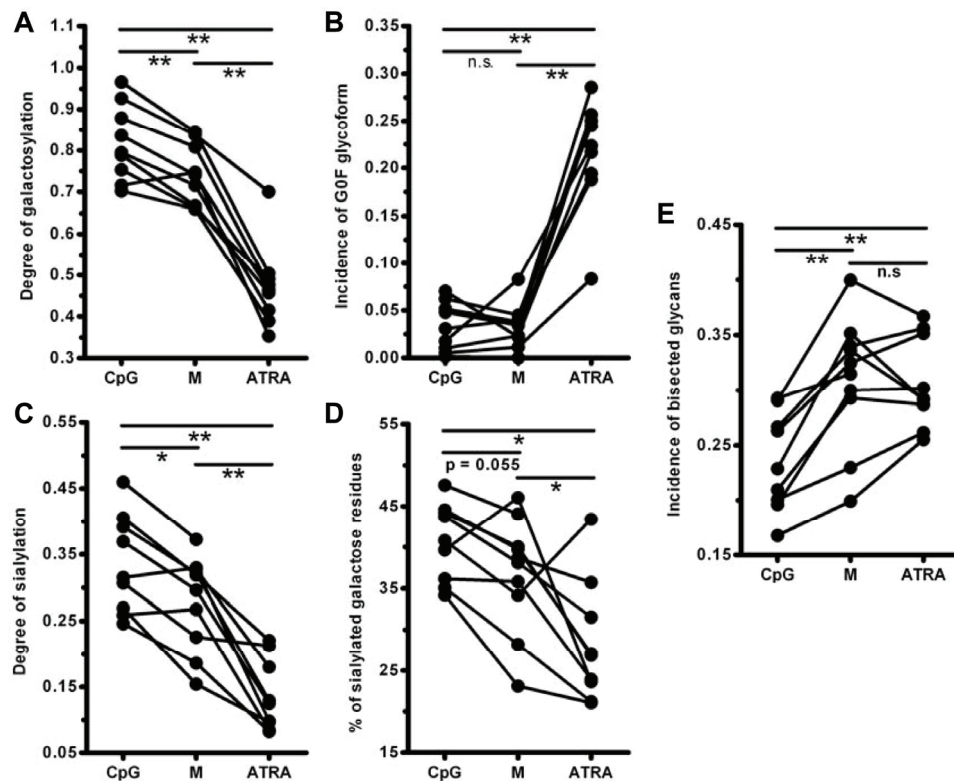 A
Degree of galactosylation
1.1
1.0
0.9
0.8
0.7
0.6
0.5
0.4
0.3
**
** **
CpG M ATRA
B
Incidence of G0F glycoform
0.35
0.30
0.25
0.20
0.15
0.10
0.05
0.00
**
n.s. **
CpG M ATRA
C
Degree of sialylation
0.55
0.45
0.35
0.25
0.15
0.05
**
* **
CpG M ATRA
D
% of sialylated galactose residues
55
45
35
25
15
*
p = 0.055
*
CpG M ATRA
E
Incidence of bisected glycans
0.45
0.35
0.25
0.15
**
** n.s
CpG M ATRA